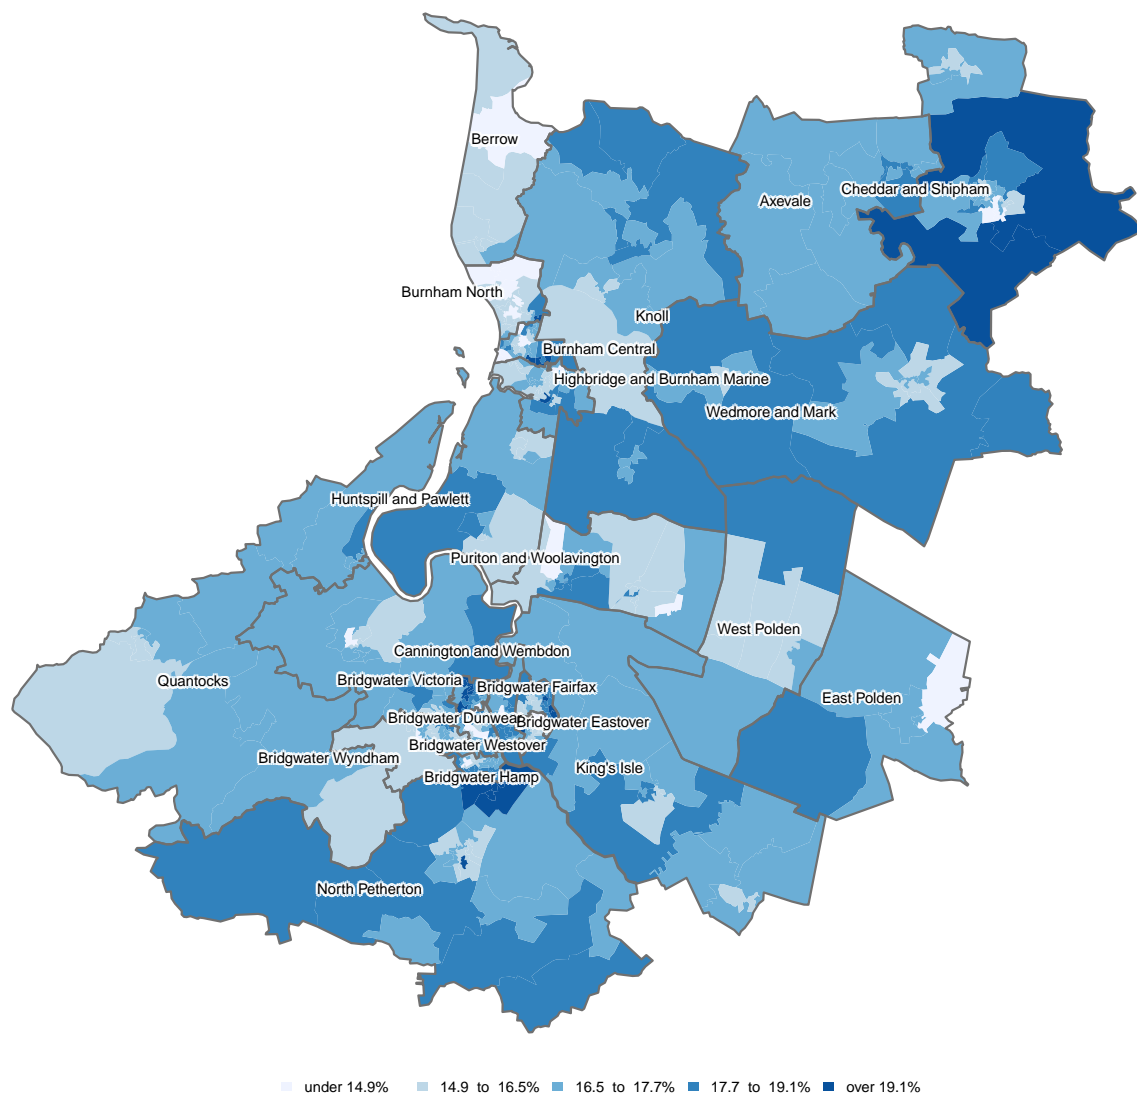 Berrow
Cheddar and Shipham
Axevale
Burnham North
Knoll
Burnham Central
Highbridge and Burnham Marine
Wedmore and Mark
Huntspill and Pawlett
Puriton and Woolavington
West Polden
Cannington and Wembdon
Quantocks
Bridgwater Victoria
Bridgwater Fairfax
East Polden
Bridgwater Dunwear
Bridgwater Eastover
Bridgwater Westover
Bridgwater Wyndham
King's Isle
Bridgwater Hamp
North Petherton
under 14.9% 14.9 to 16.5% 16.5 to 17.7% 17.7 to 19.1% over 19.1%